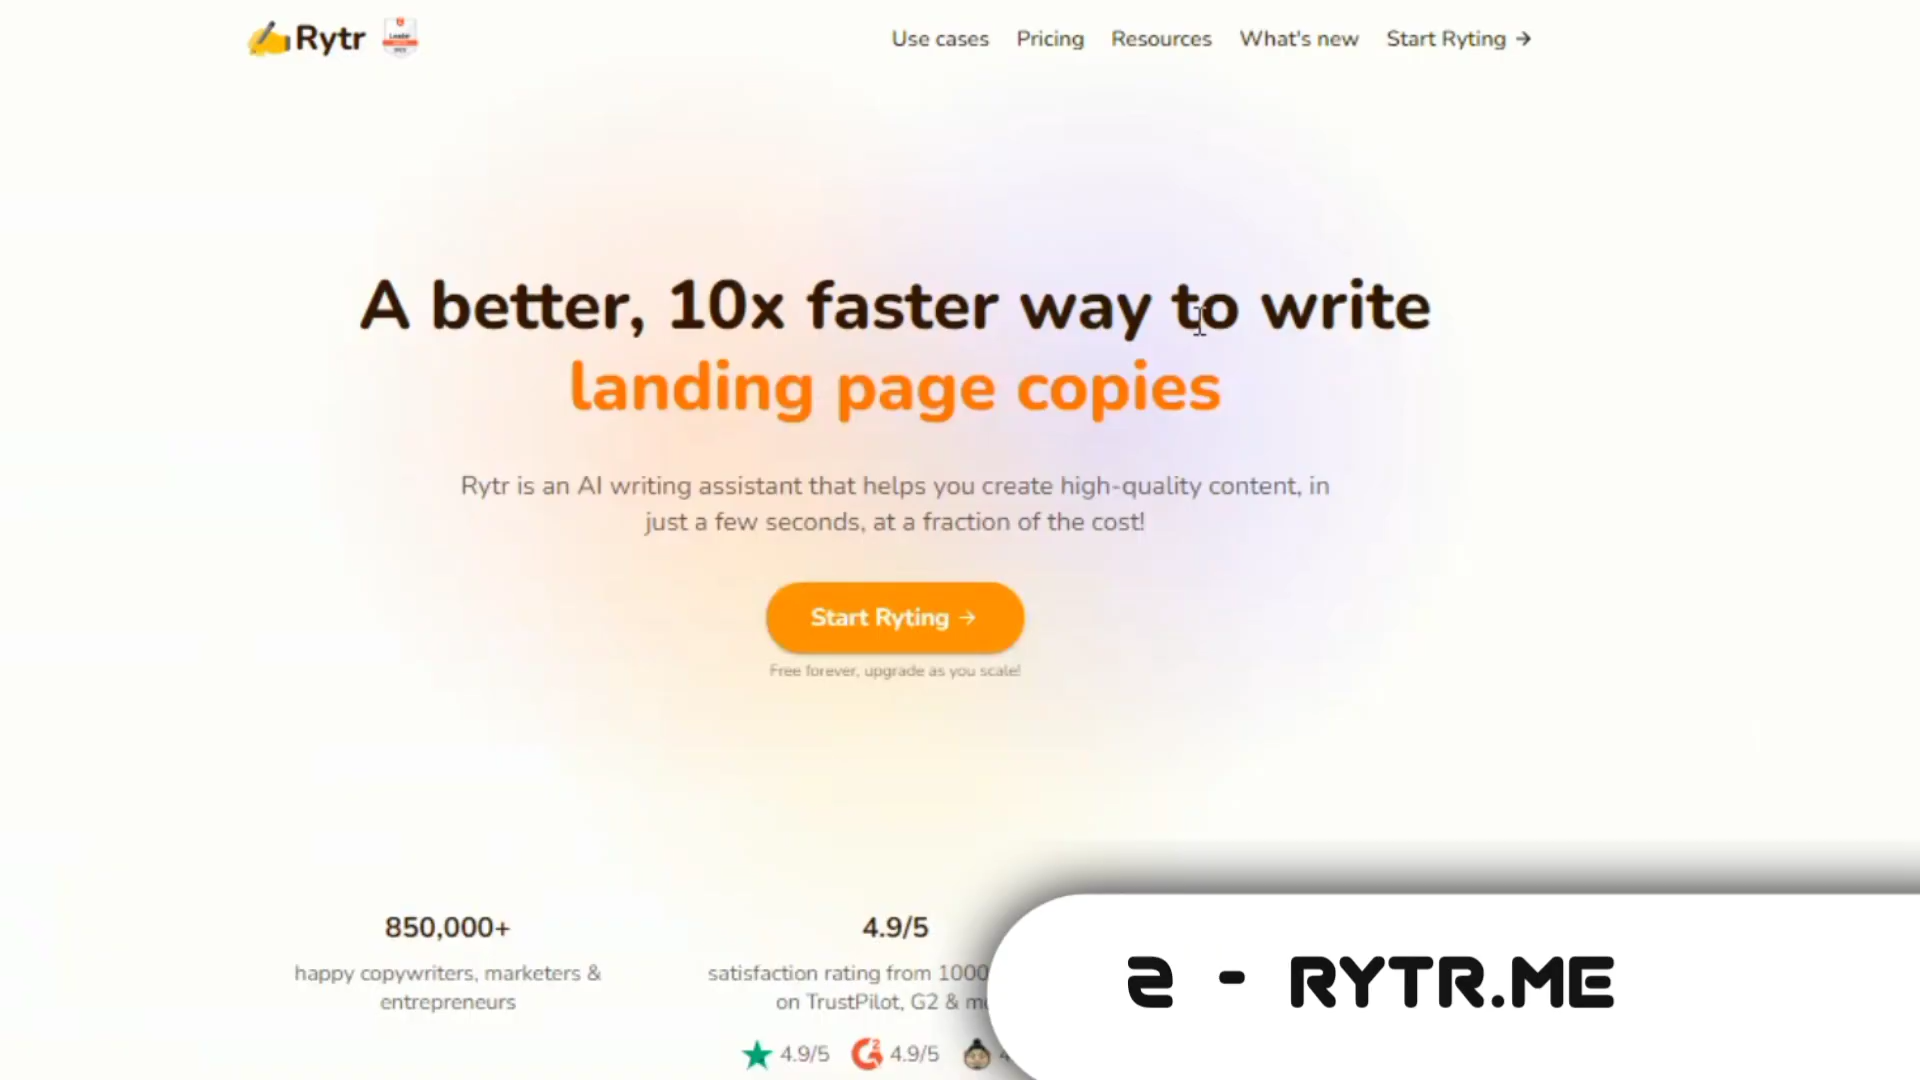 Rytr
Use cases
Pricing
Resources
What's new
Start Ryting →
A better, 10x faster way to write
landing page copies
Rytr is an AI writing assistant that helps you create high-quality content, in
just a few seconds, at a fraction of the cost!
Start Ryting →
Free forever, upgrade as you scale!
850,000+
happy copywriters, marketers &
entrepreneurs
4.9/5
satisfaction rating from 1000
on TrustPilot, G2 &
4.9/5
4.9/5
2 - RYTR.ME